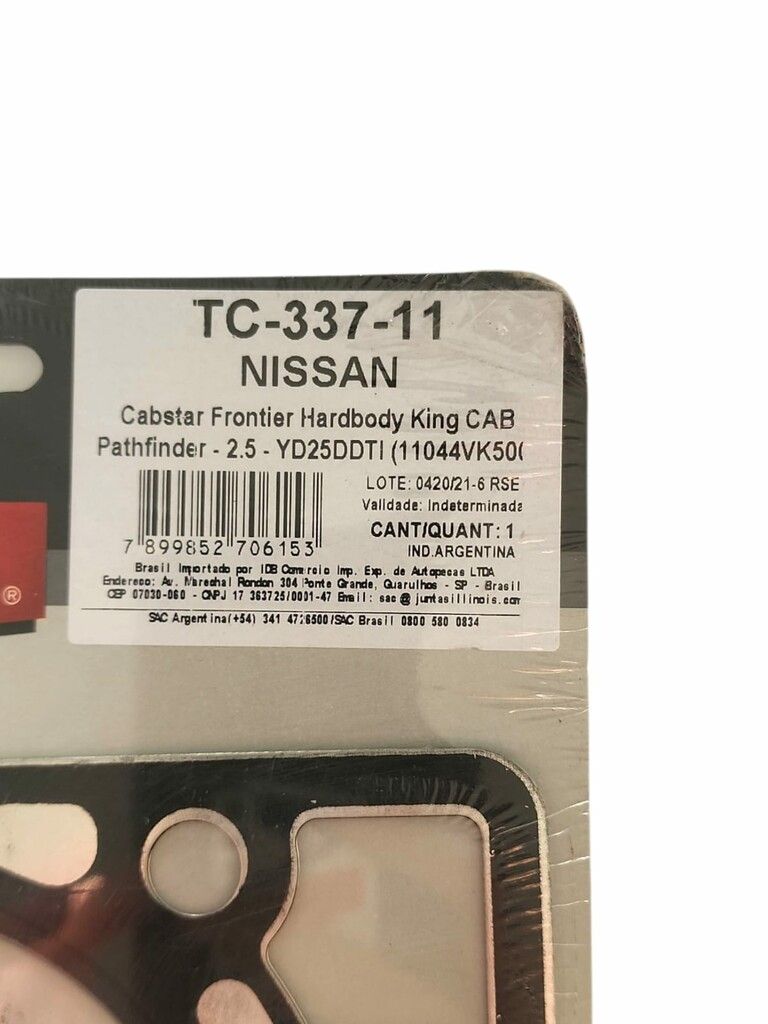 TC-337-11
NISSAN
Cabstar Frontier Hardbody King CAB
Pathfinder - 2.5 - YD25DDTI (11044VK500
LOTE: 0420/21-6 RSE
Validade: Indeterminada
CANT/QUANT: 1
IND.ARGENTINA
7 899852 706153
Brasil Importado por IDB Comercio Imp. Exp. de Autopecas LTDA
Endereco: Av. Marechal Rondon 304 Ponte Grande, Guarulhos - SP - Brasil
CEP 07030-060 - CNPJ 17 363725/0001-47 Email: sac@juntasillinois.com
SAC Argentina(+54) 341 4726500/SAC Brasil 0800 580 0834
®